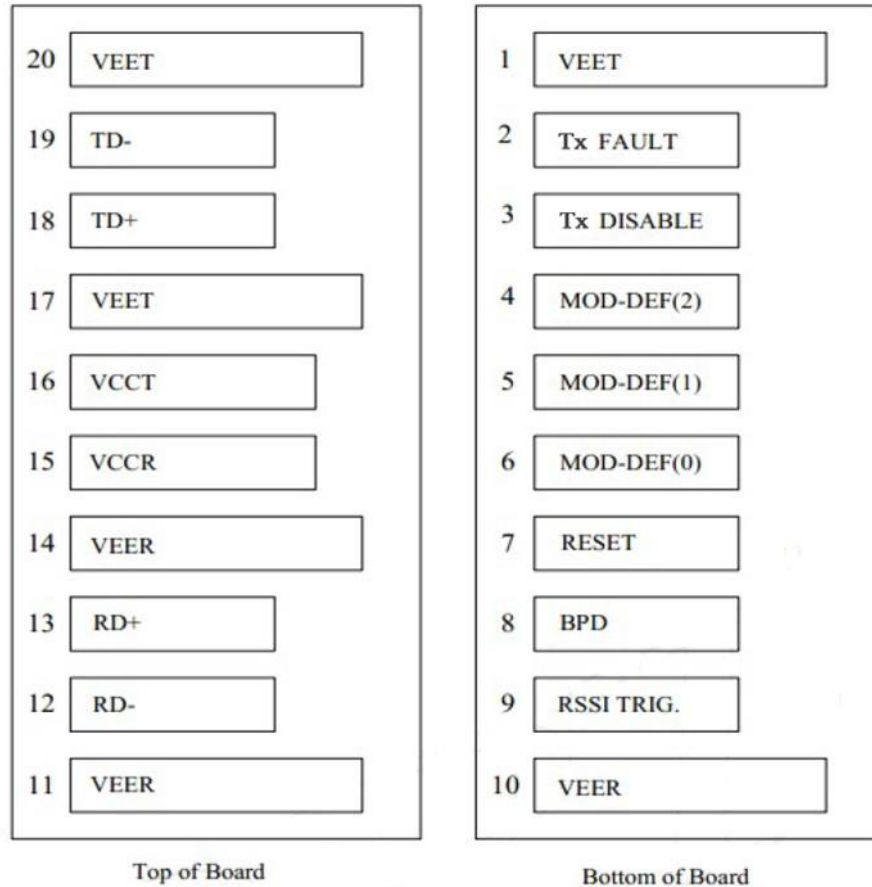 20 VEET
19 TD-
18 TD+
17 VEET
16 VCCT
15 VCCR
14 VEER
13 RD+
12 RD-
11 VEER
Top of Board
1 VEET
2 Tx FAULT
3 Tx DISABLE
4 MOD-DEF(2)
5 MOD-DEF(1)
6 MOD-DEF(0)
7 RESET
8 BPD
9 RSSI TRIG.
10 VEER
Bottom of Board